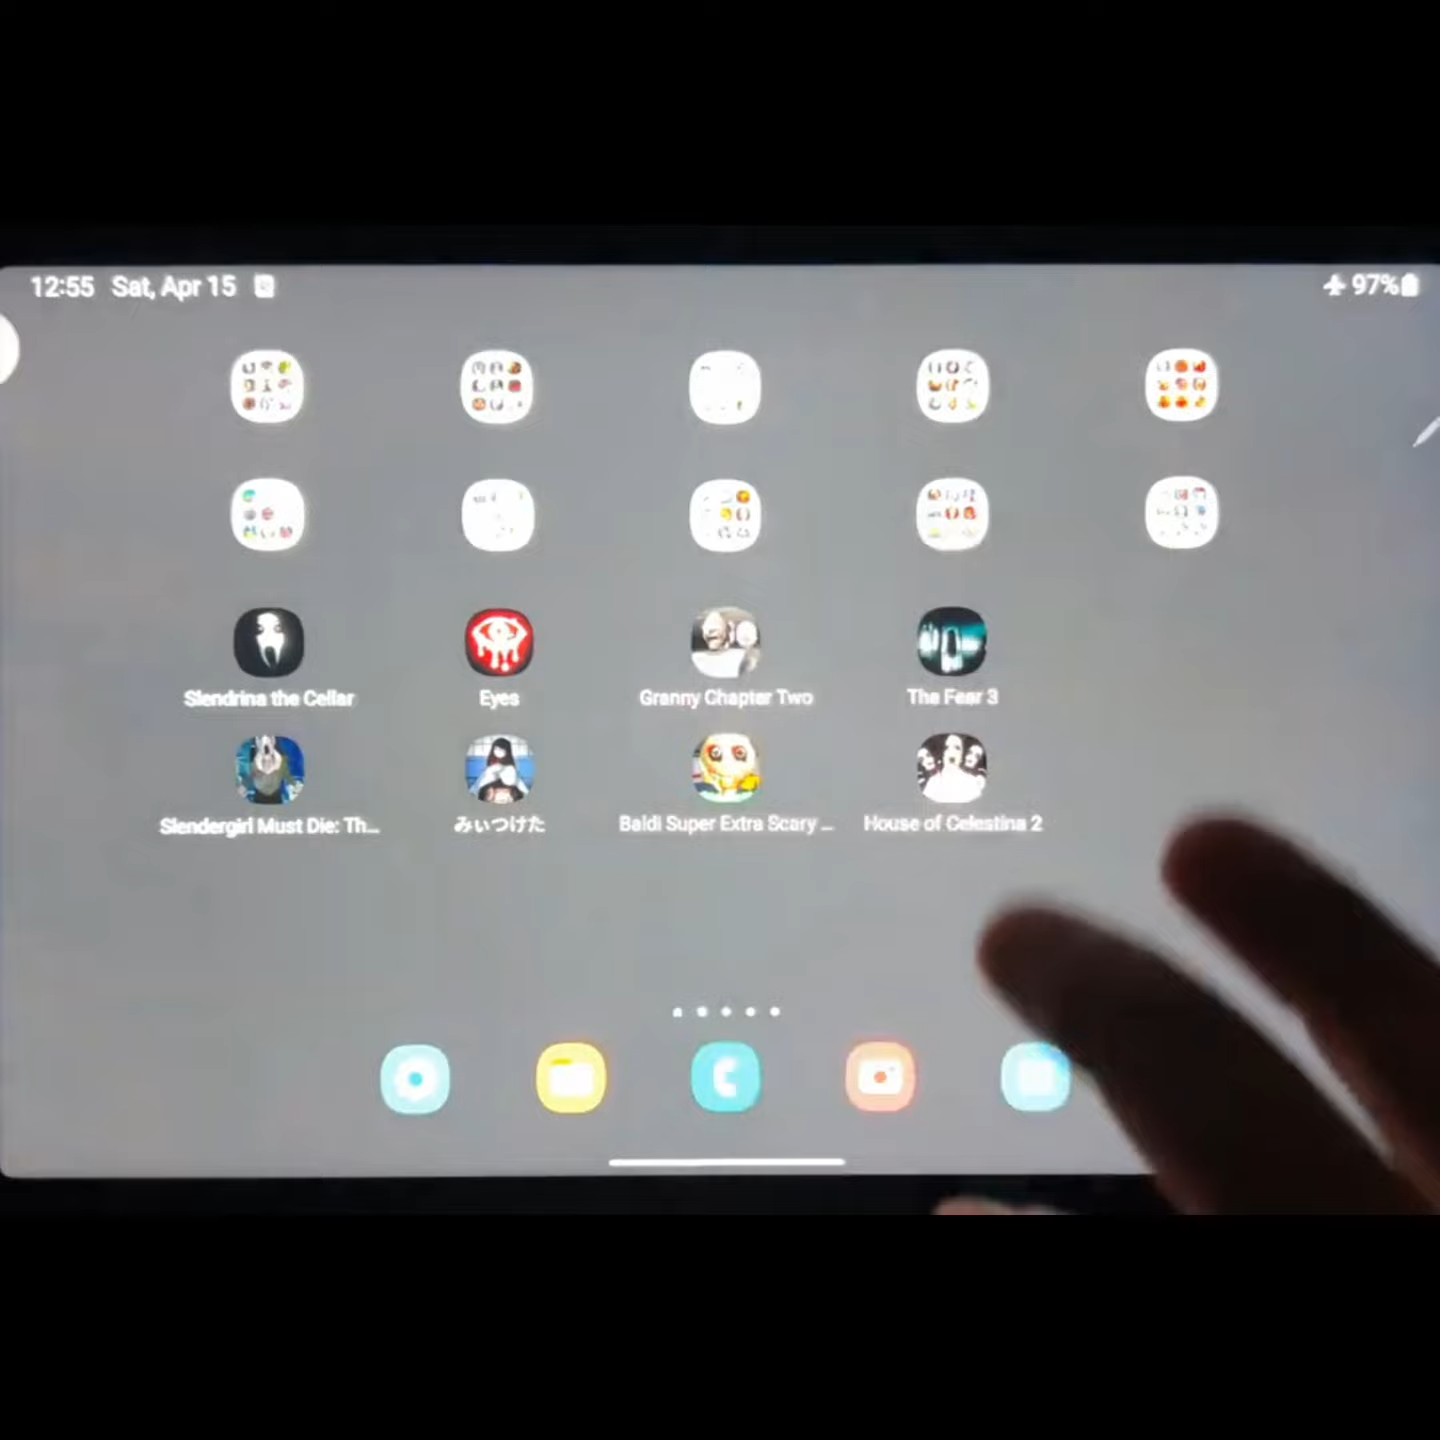 12:55 Sat, Apr 15
97%
Slendrina the Cellar
Eyes
Granny Chapter Two
The Fear 3
Slendergirl Must Die: Th...
みぃつけた
Baldi Super Extra Scary ...
House of Celestina 2